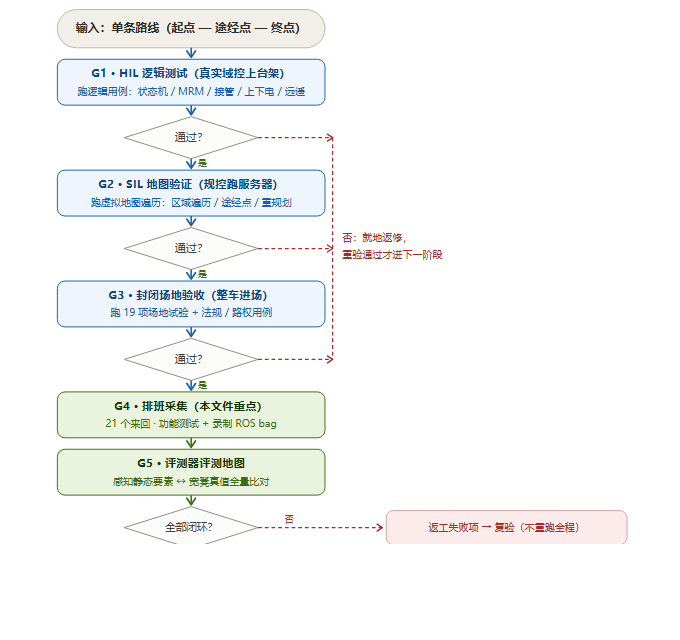 输入：单条路线（起点 — 途经点 — 终点）
G1 • HIL 逻辑测试（真实域控上台架）
跑逻辑用例：状态机 / MRM / 接管 / 上下电 / 远遥
通过？
是
G2 • SIL 地图验证（规控跑服务器）
跑虚拟地图遍历：区域遍历 / 途经点 / 重规划
否：就地返修，
重验通过才进下一阶段
通过？
是
G3 • 封闭场地验收（整车进场）
跑 19 项场地试验 + 法规 / 路权用例
通过？
是
G4 • 排班采集（本文件重点）
21 个来回 · 功能测试 + 录制 ROS bag
G5 • 评测器评测地图
感知静态要素 ↔ 宽凳真值全量比对
全部闭环？
否
返工失败项 → 复验（不重跑全程）